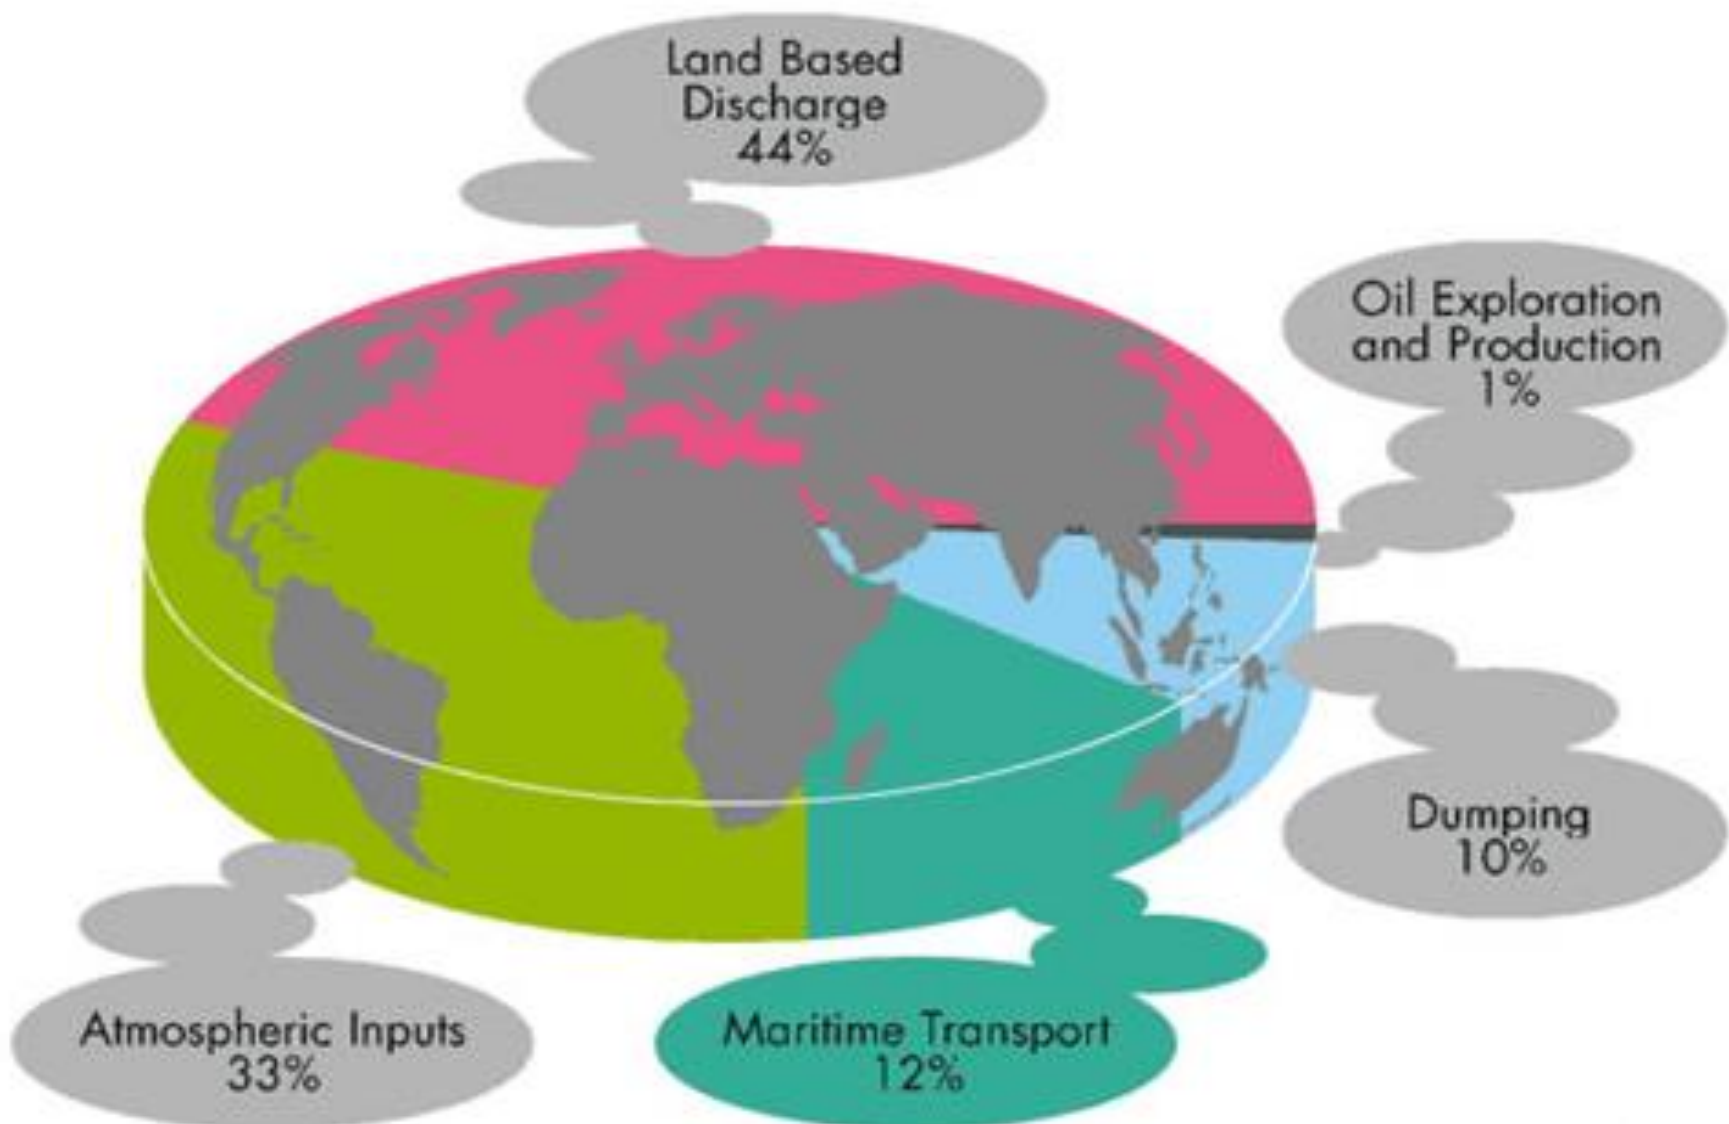 Land Based
Discharge
44%
Oil Exploration
and Production
1%
Dumping
10%
Maritime Transport
12%
Atmospheric Inputs
33%